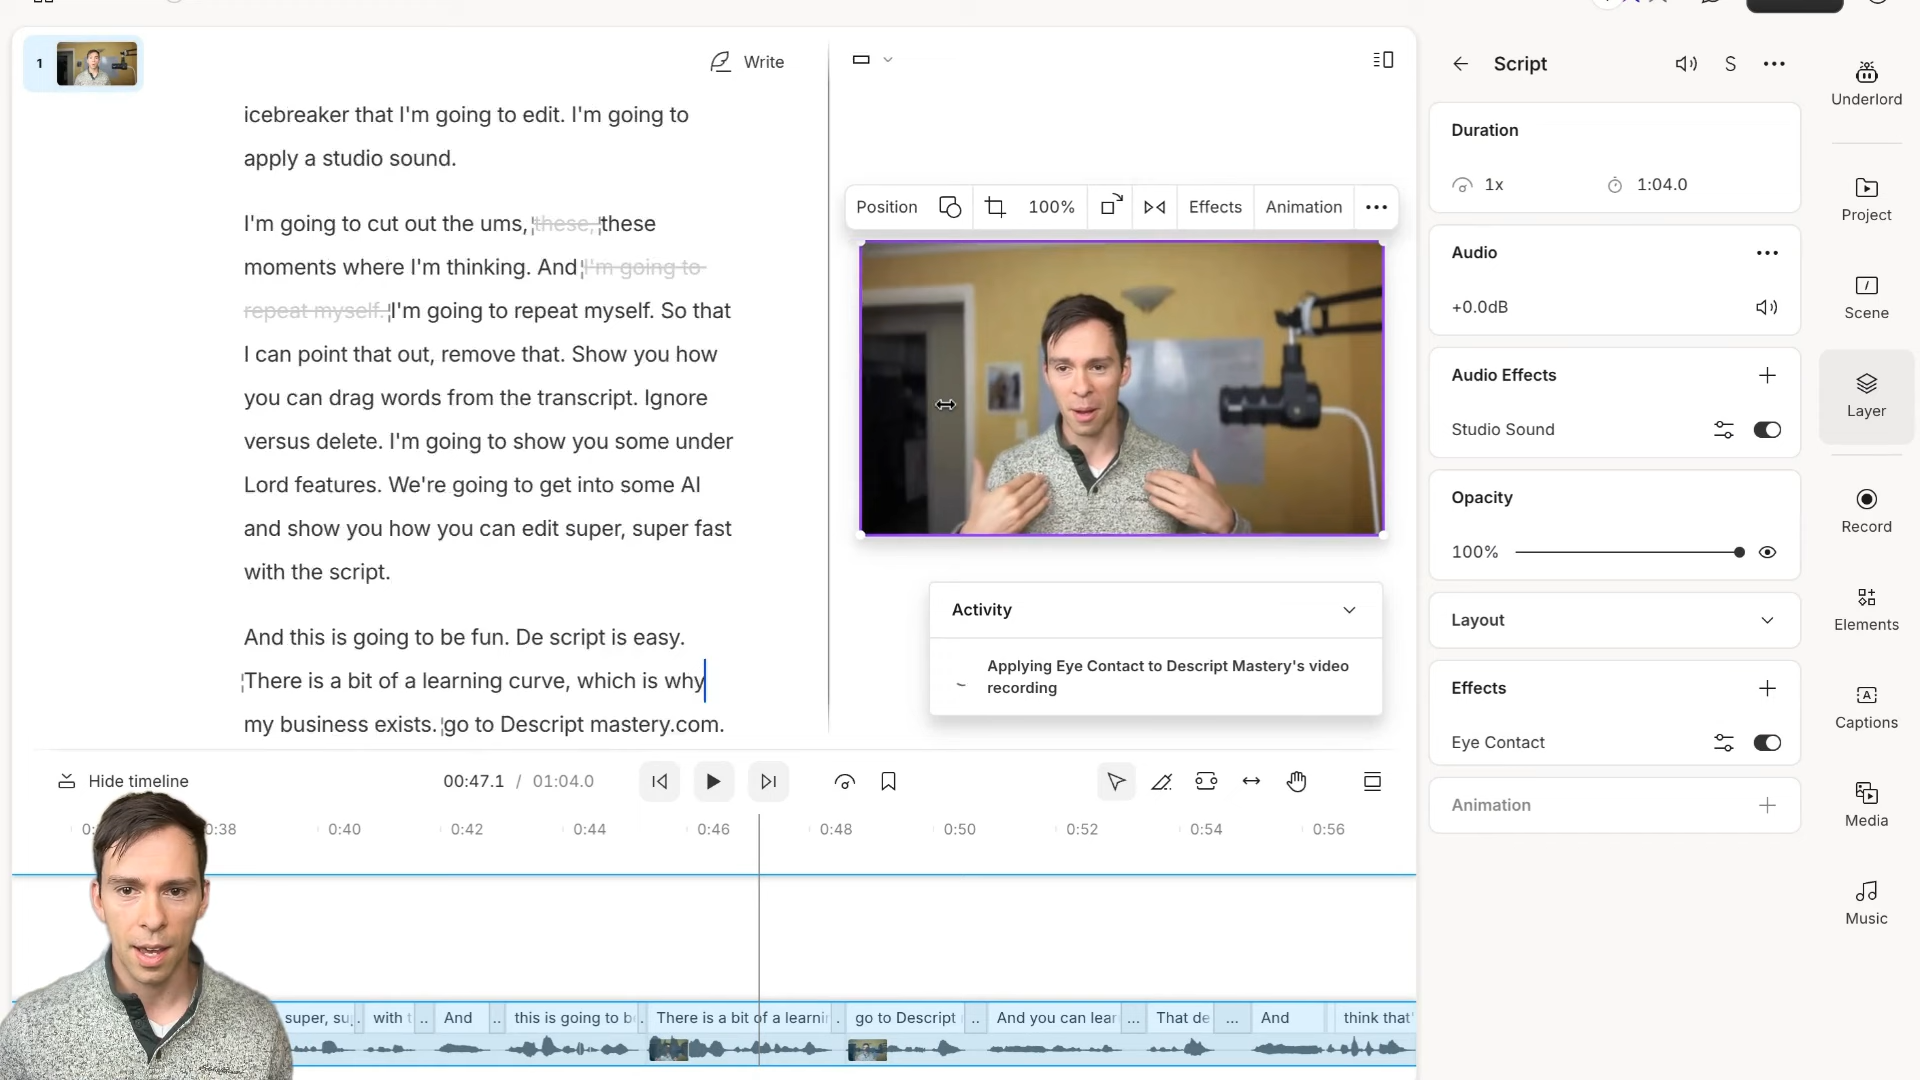 1
Write
icebreaker that I'm going to edit. I'm going to
apply a studio sound.
I'm going to cut out the ums, these, these
moments where I'm thinking. And I'm going to
repeat myself. I'm going to repeat myself. So that
I can point that out, remove that. Show you how
you can drag words from the transcript. Ignore
versus delete. I'm going to show you some under
Lord features. We're going to get into some AI
and show you how you can edit super, super fast
with the script.
And this is going to be fun. De script is easy.
There is a bit of a learning curve, which is why
my business exists. go to Descript mastery.com.
Position 100% Effects Animation
Activity
Applying Eye Contact to Descript Mastery's video
recording
Script S
Duration
1x 1:04.0
Audio
+0.0dB
Audio Effects
Studio Sound
Opacity
100%
Layout
Effects
Eye Contact
Animation
Underlord
Project
Scene
Layer
Record
Elements
Captions
Media
Music
Hide timeline 00:47.1 / 01:04.0
0:38 0:40 0:42 0:44 0:46 0:48 0:50 0:52 0:54 0:56
super, su . with t .. And .. this is going to b . There is a bit of a learnin . go to Descript .. And you can lear ... That de ... And think that'